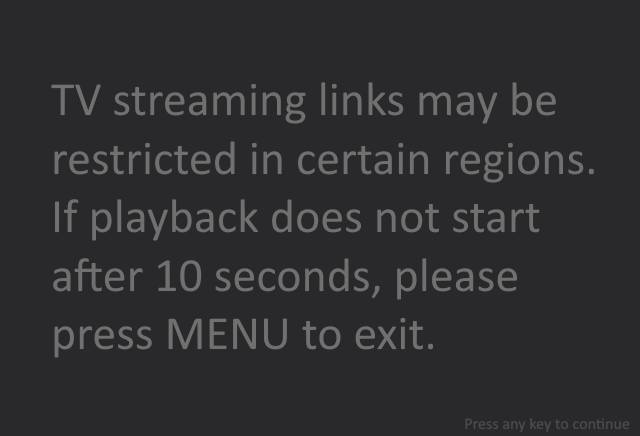 TV streaming links may be
restricted in certain regions.
If playback does not start
after 10 seconds, please
press MENU to exit.
Press any key to continue